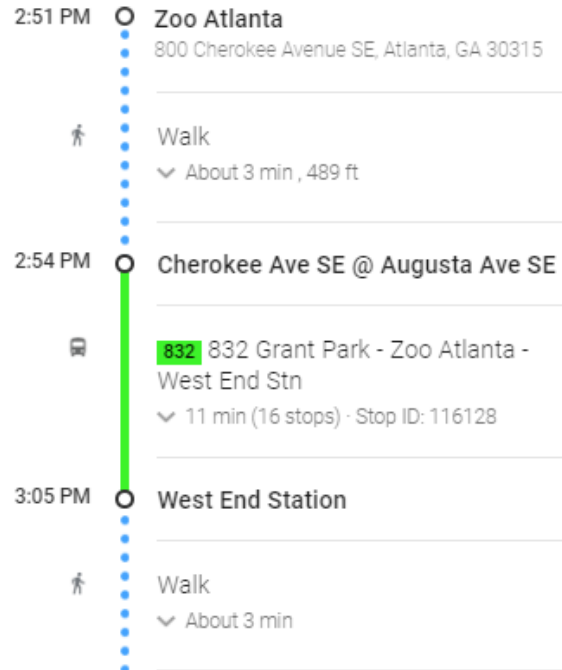 2:51 PM Zoo Atlanta
800 Cherokee Avenue SE, Atlanta, GA 30315
Walk
About 3 min , 489 ft
2:54 PM Cherokee Ave SE @ Augusta Ave SE
832 832 Grant Park - Zoo Atlanta -
West End Stn
11 min (16 stops) · Stop ID: 116128
3:05 PM West End Station
Walk
About 3 min